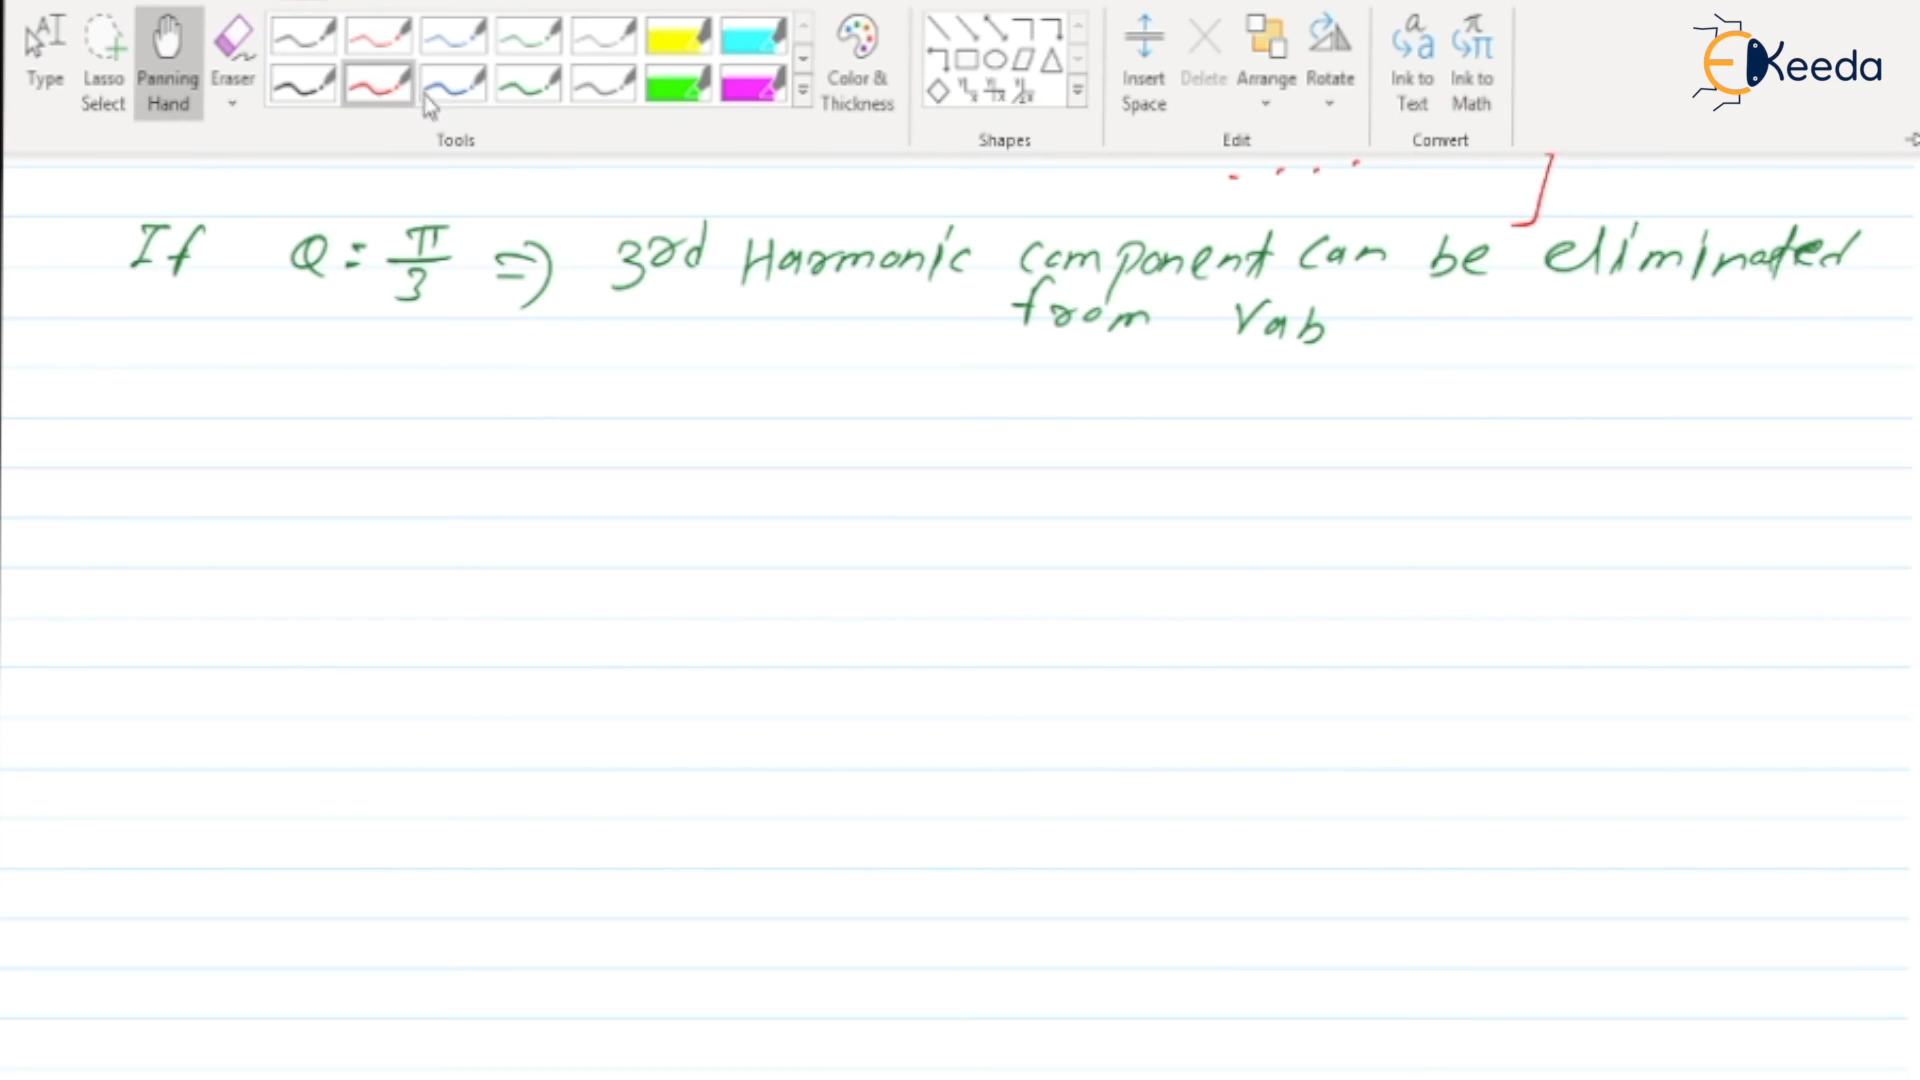 Type
Lasso Select
Panning Hand
Eraser
Color & Thickness
Insert Space
Delete
Arrange
Rotate
Ink to Text
Ink to Math
Tools
Shapes
Edit
Convert
EKeeda
If Q = π/3 ⇒ 3rd Harmonic component can be eliminated
from Vab